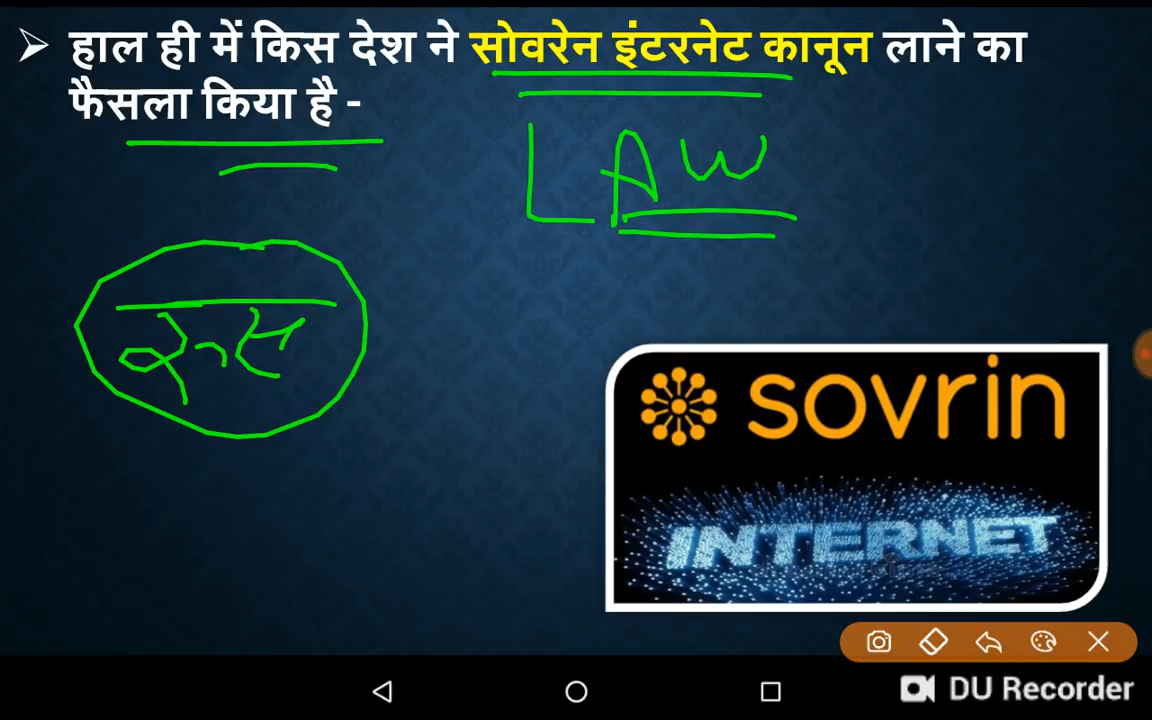 ➤ हाल ही में किस देश ने सोवरेन इंटरनेट कानून लाने का
फैसला किया है -
LAW
sovrin
INTERNET
DU Recorder